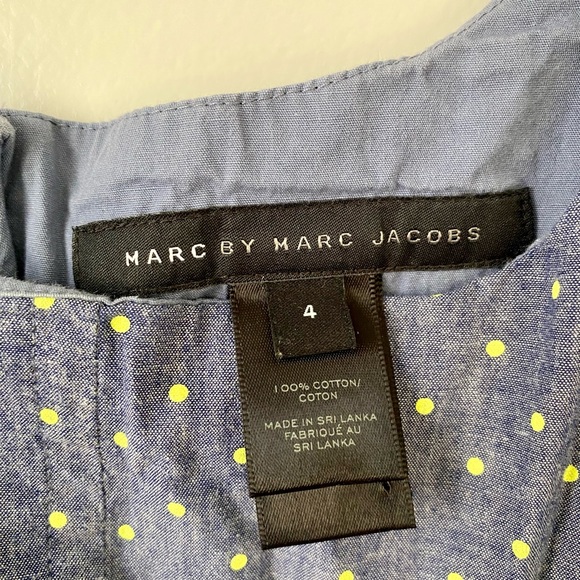 MARC BY MARC JACOBS
4
100% COTTON/
COTON
MADE IN SRI LANKA
FABRIQUÉ AU
SRI LANKA